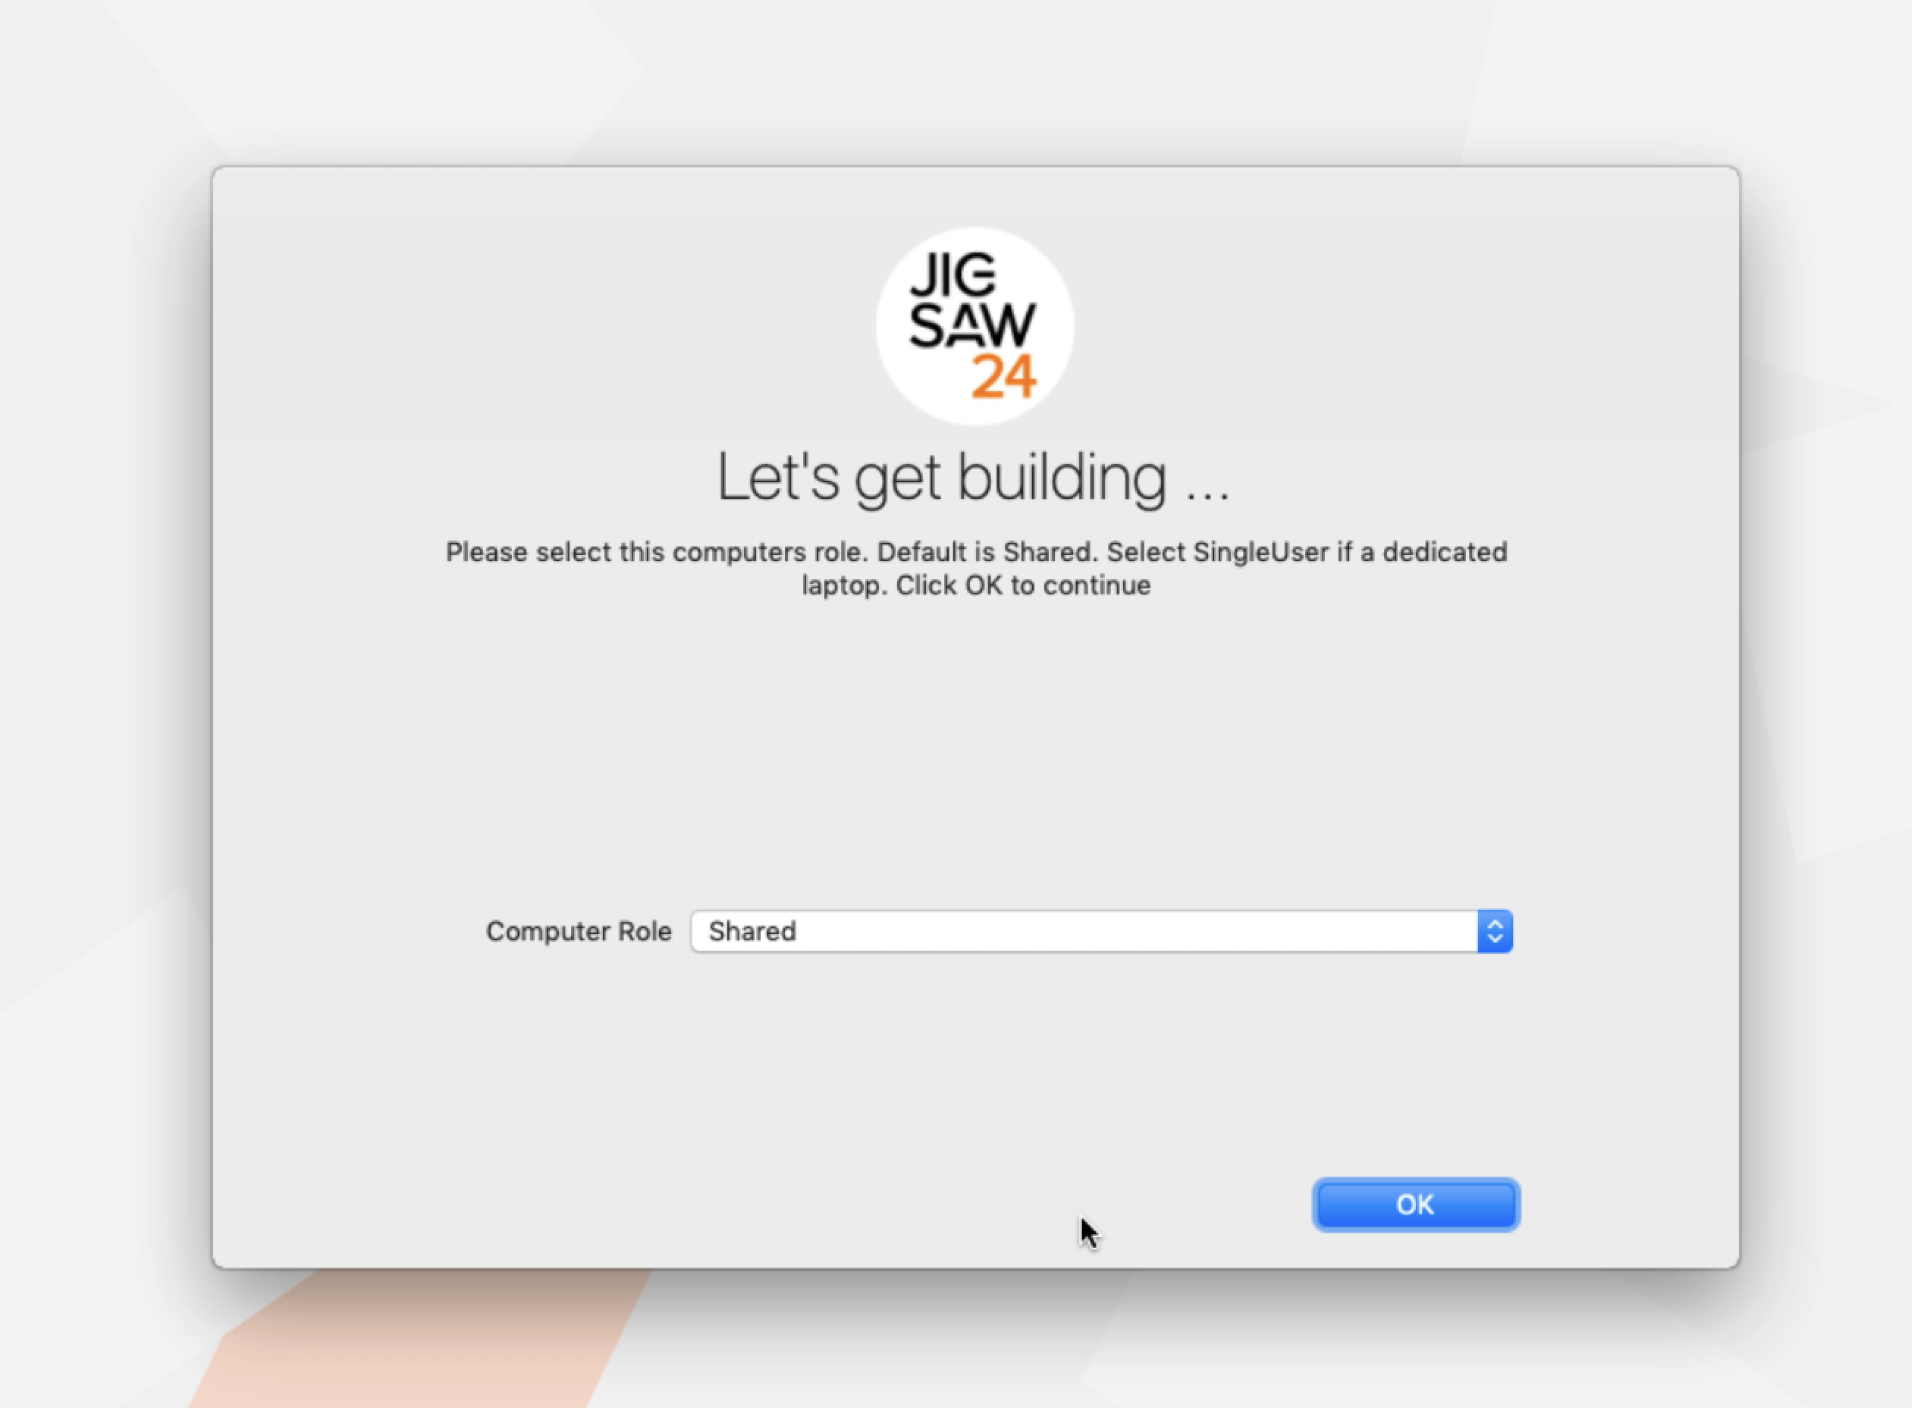 JIG
SAW
24
Let's get building ...
Please select this computers role. Default is Shared. Select SingleUser if a dedicated
laptop. Click OK to continue
Computer Role Shared
OK